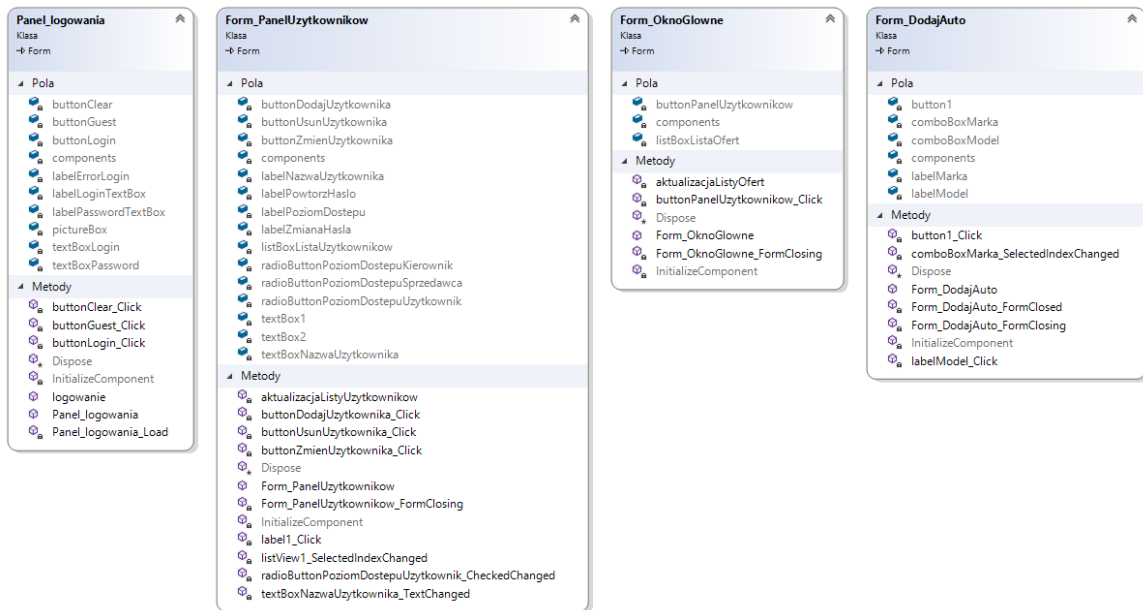 Panel_logowania
Klasa
Form
Pola
buttonClear
buttonGuest
buttonLogin
components
labelErrorLogin
labelLoginTextBox
labelPasswordTextBox
pictureBox
textBoxLogin
textBoxPassword
Metody
buttonClear_Click
buttonGuest_Click
buttonLogin_Click
Dispose
InitializeComponent
logowanie
Panel_logowania
Panel_logowania_Load
Form_PanelUzytkownikow
Klasa
Form
Pola
buttonDodajUzytkownika
buttonUsunUzytkownika
buttonZmienUzytkownika
components
labelNazwaUzytkownika
labelPowtorzHaslo
labelPoziomDostepu
labelZmianaHasla
listBoxListaUzytkownikow
radioButtonPoziomDostepuKierownik
radioButtonPoziomDostepuSprzedawca
radioButtonPoziomDostepuUzytkownik
textBox1
textBox2
textBoxNazwaUzytkownika
Metody
aktualizacjaListyUzytkownikow
buttonDodajUzytkownika_Click
buttonUsunUzytkownika_Click
buttonZmienUzytkownika_Click
Dispose
Form_PanelUzytkownikow
Form_PanelUzytkownikow_FormClosing
InitializeComponent
label1_Click
listView1_SelectedIndexChanged
radioButtonPoziomDostepuUzytkownik_CheckedChanged
textBoxNazwaUzytkownika_TextChanged
Form_OknoGlowne
Klasa
Form
Pola
buttonPanelUzytkownikow
components
listBoxListaOfert
Metody
aktualizacjaListyOfert
buttonPanelUzytkownikow_Click
Dispose
Form_OknoGlowne
Form_OknoGlowne_FormClosing
InitializeComponent
Form_DodajAuto
Klasa
Form
Pola
button1
comboBoxMarka
comboBoxModel
components
labelMarka
labelModel
Metody
button1_Click
comboBoxMarka_SelectedIndexChanged
Dispose
Form_DodajAuto
Form_DodajAuto_FormClosed
Form_DodajAuto_FormClosing
InitializeComponent
labelModel_Click